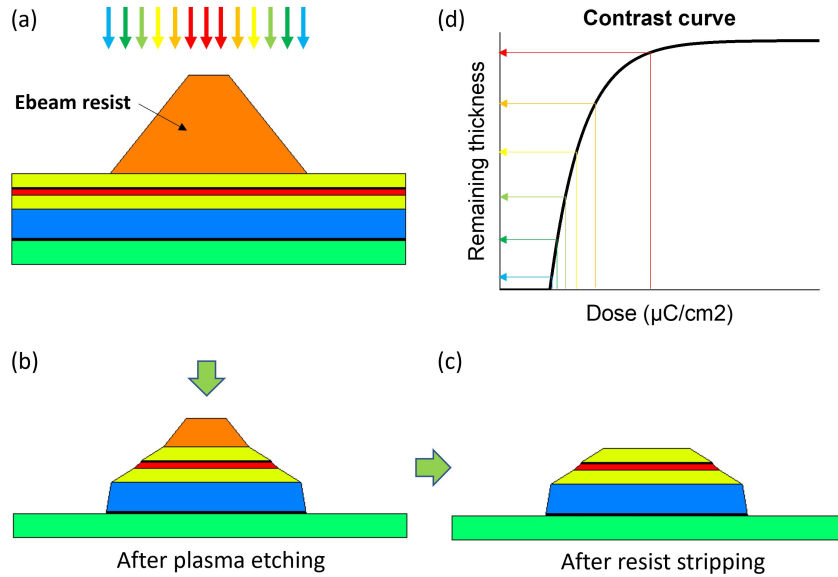 (a)
Ebeam resist
(d)
Contrast curve
Remaining thickness
Dose (μC/cm2)
(b)
After plasma etching
(c)
After resist stripping